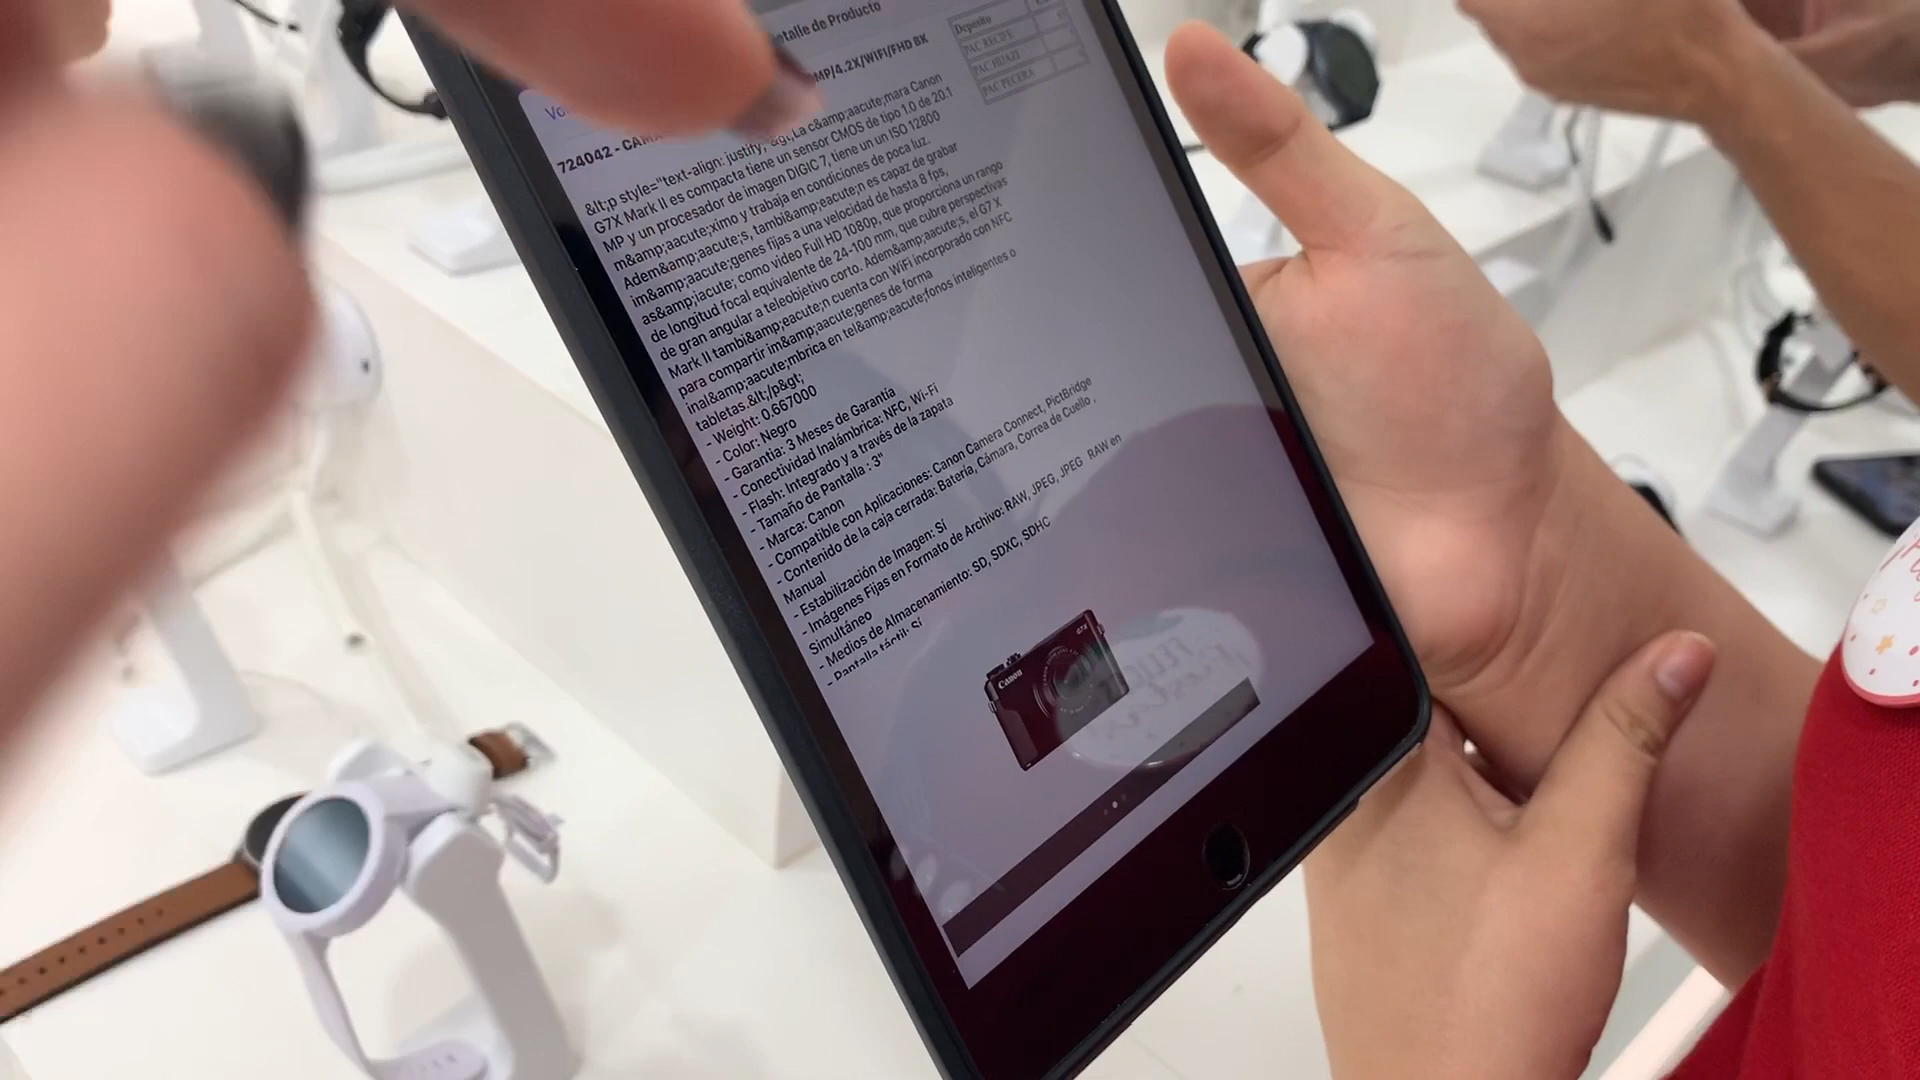 etalle de Producto
Depósito
PAC RECIFE
PAC HUAZI
PAC PECERA
Vo
724042 - CAMA
MP/4.2X/WIFI/FHD BK
&lt;p style="text-align: justify; &gt; La c&amp;aacute;mara Canon
G7X Mark II es compacta tiene un sensor CMOS de tipo 1.0 de 20.1
MP y un procesador de imagen DIGIC 7, tiene un un ISO 12800
m&amp;aacute;ximo y trabaja en condiciones de poca luz.
Adem&amp;aacute;s, tambi&amp;eacute;n es capaz de grabar
im&amp;aacute;genes fijas a una velocidad de hasta 8 fps,
as&amp;iacute; como video Full HD 1080p, que proporciona un rango
de longitud focal equivalente de 24-100 mm, que cubre perspectivas
de gran angular a teleobjetivo corto. Adem&amp;aacute;s, el G7 X
Mark II tambi&amp;eacute;n cuenta con WiFi incorporado con NFC
para compartir im&amp;aacute;genes de forma
inal&amp;aacute;mbrica en tel&amp;eacute;fonos inteligentes o
tabletas.&lt;/p&gt;
- Weight: 0.667000
- Color: Negro
- Garantia: 3 Meses de Garantía
- Conectividad Inalámbrica: NFC, Wi-Fi
- Flash: Integrado y a través de la zapata
- Tamaño de Pantalla : 3"
- Marca: Canon
- Compatible con Aplicaciones: Canon Camera Connect, PictBridge
- Contenido de la caja cerrada: Batería, Cámara, Correa de Cuello ,
Manual
- Estabilización de Imagen: Sí
- Imágenes Fijas en Formato de Archivo: RAW, JPEG, JPEG RAW en
Simultáneo
- Medios de Almacenamiento: SD, SDXC, SDHC
- Pantalla táctil: Sí
Canon